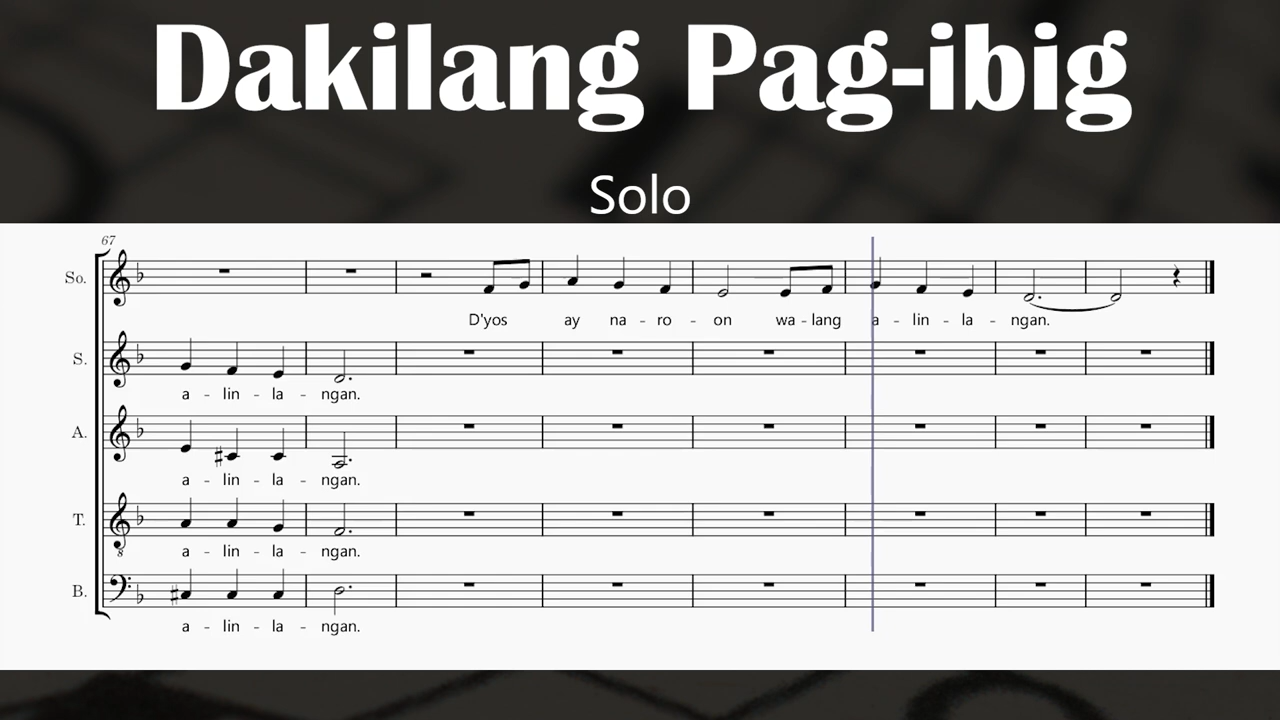 Dakilang Pag-ibig
Solo
67
So.
D'yos ay na - ro - on wa - lang a - lin - la - ngan.
S.
a - lin - la - ngan.
A.
a - lin - la - ngan.
T.
8
a - lin - la - ngan.
B.
a - lin - la - ngan.